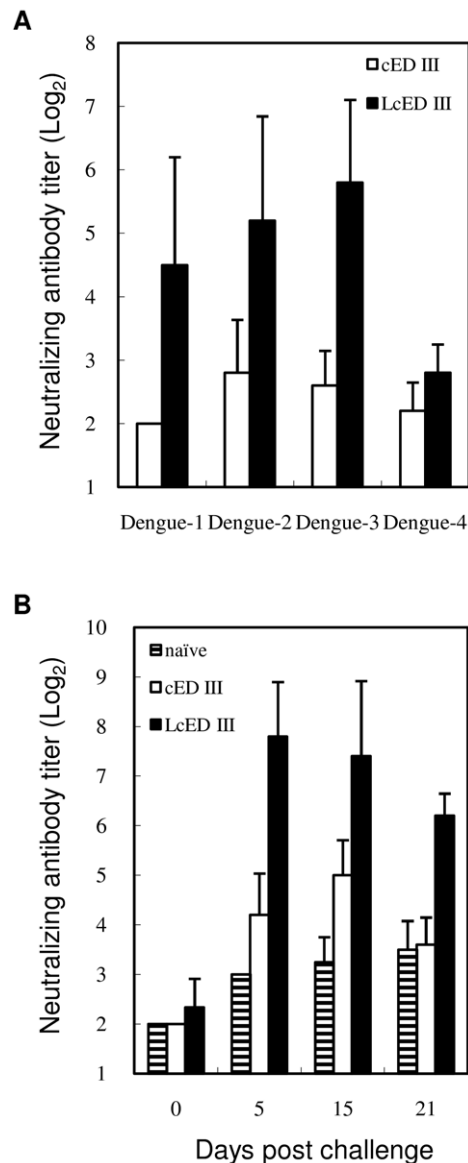 A
Neutralizing antibody titer (Log2)
8
7
6
5
4
3
2
1
cED III
LcED III
Dengue-1 Dengue-2 Dengue-3 Dengue-4
B
Neutralizing antibody titer (Log2)
10
9
8
7
6
5
4
3
2
1
naïve
cED III
LcED III
0 5 15 21
Days post challenge